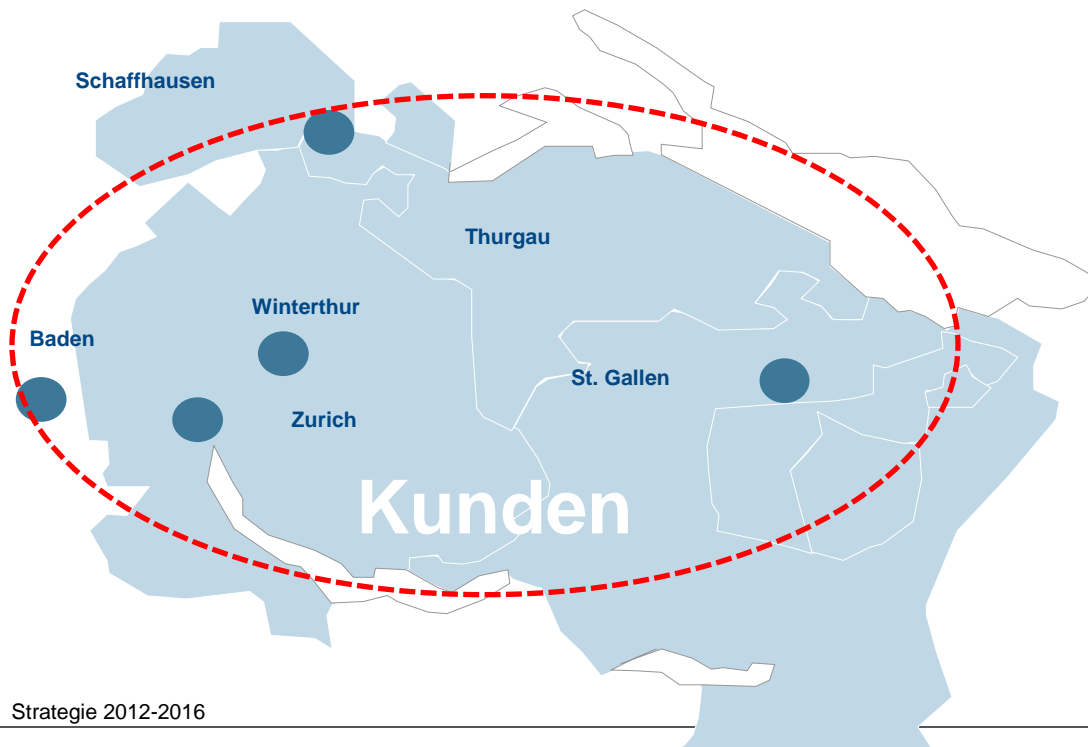 Schaffhausen
Thurgau
Winterthur
Baden
St. Gallen
Zurich
Kunden
Strategie 2012-2016